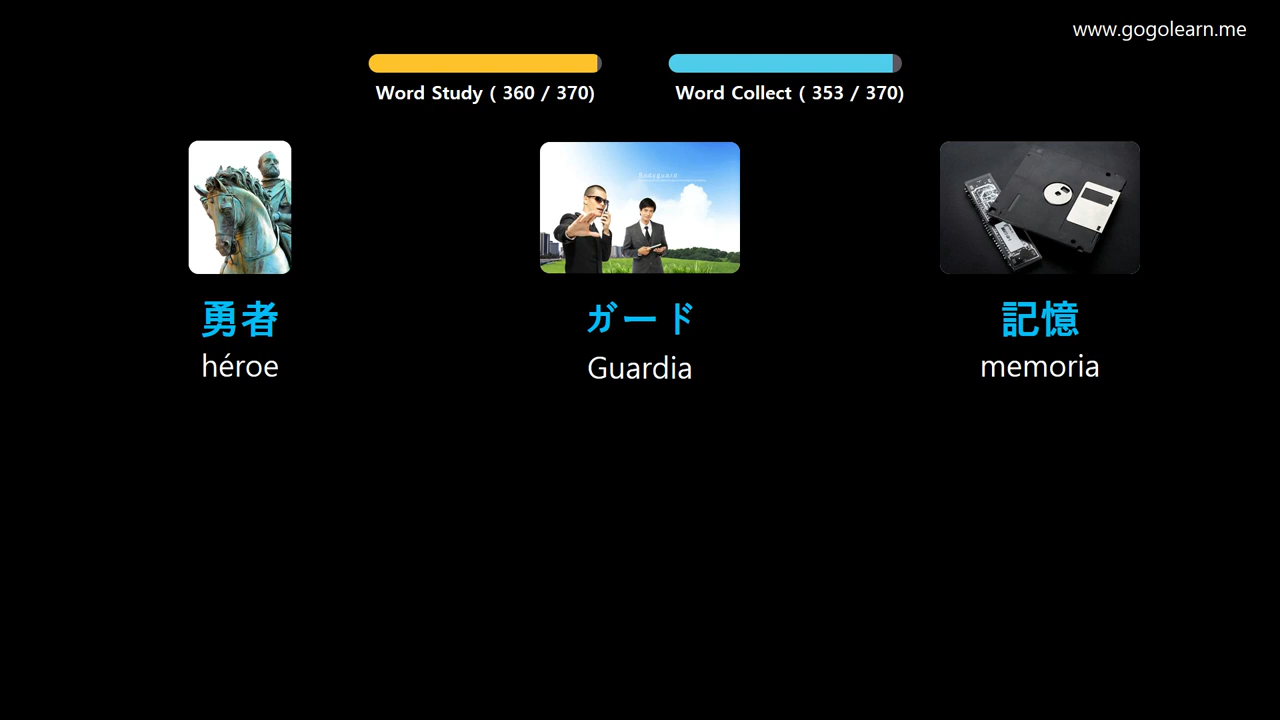 www.gogolearn.me
Word Study ( 360 / 370)
Word Collect ( 353 / 370)
Bodeguard
勇者
ガード
記憶
héroe
Guardia
memoria